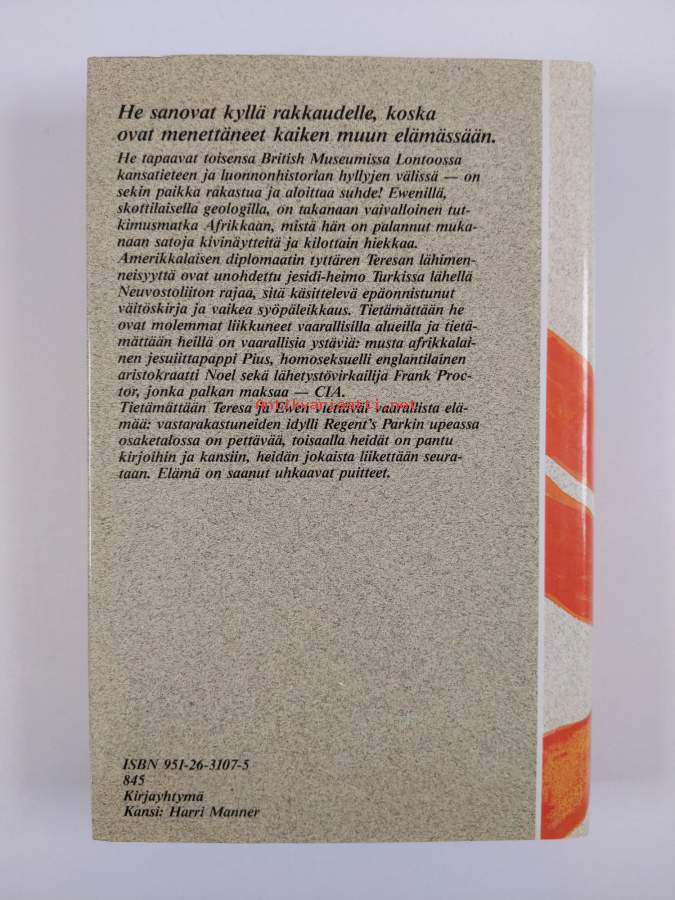 He sanovat kyllä rakkaudelle, koska
ovat menettäneet kaiken muun elämässään.
He tapaavat toisensa British Museumissa Lontoossa
kansatieteen ja luonnonhistorian hyllyjen välissä — on
sekin paikka rakastua ja aloittaa suhde! Ewenillä,
skottilaisella geologilla, on takanaan vaivalloinen tut-
kimusmatka Afrikkaan, mistä hän on palannut muka-
naan satoja kivinäytteitä ja kilottain hiekkaa.
Amerikkalaisen diplomaatin tyttären Teresan lähimen-
neisyyttä ovat unohdettu jesidi-heimo Turkissa lähellä
Neuvostoliiton rajaa, sitä käsittelevä epäonnistunut
väitöskirja ja vaikea syöpäleikkaus. Tietämättään he
ovat molemmat liikkuneet vaarallisilla alueilla ja tietä-
mättään heillä on vaarallisia ystäviä: musta afrikkalai-
nen jesuiittapappi Pius, homoseksuelli englantilainen
aristokraatti Noel sekä lähetystövirkailija Frank Proc-
tor, jonka palkan maksaa — CIA.
antikvariaatti.net
Tietämättään Teresa ja Ewen viettävät vaarallista elä-
mää: vastarakastuneiden idylli Regent's Parkin upeassa
osaketalossa on pettävää, toisaalla heidät on pantu
kirjoihin ja kansiin, heidän jokaista liikettään seura-
taan. Elämä on saanut uhkaavat puitteet.
ISBN 951-26-3107-5
845
Kirjayhtymä
Kansi: Harri Manner